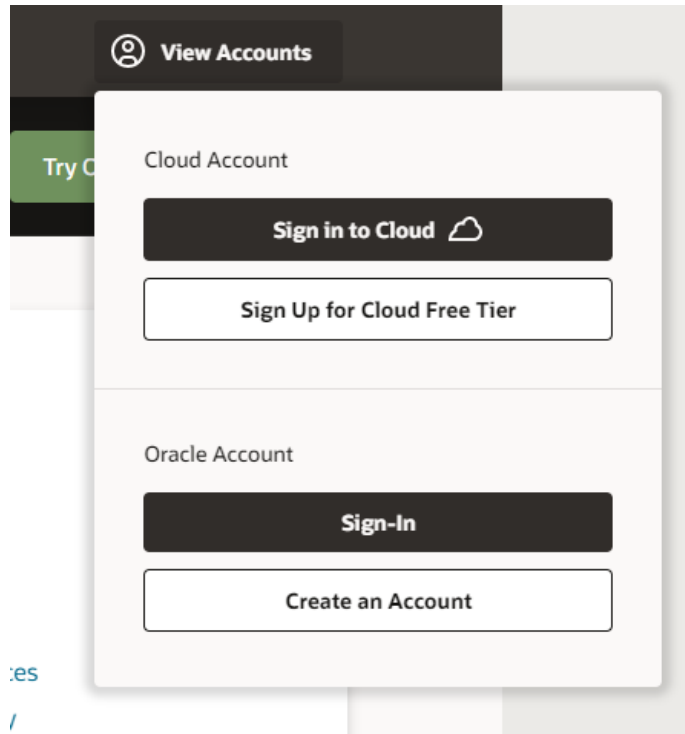 View Accounts
Try
Cloud Account
Sign in to Cloud
Sign Up for Cloud Free Tier
Oracle Account
Sign-In
Create an Account